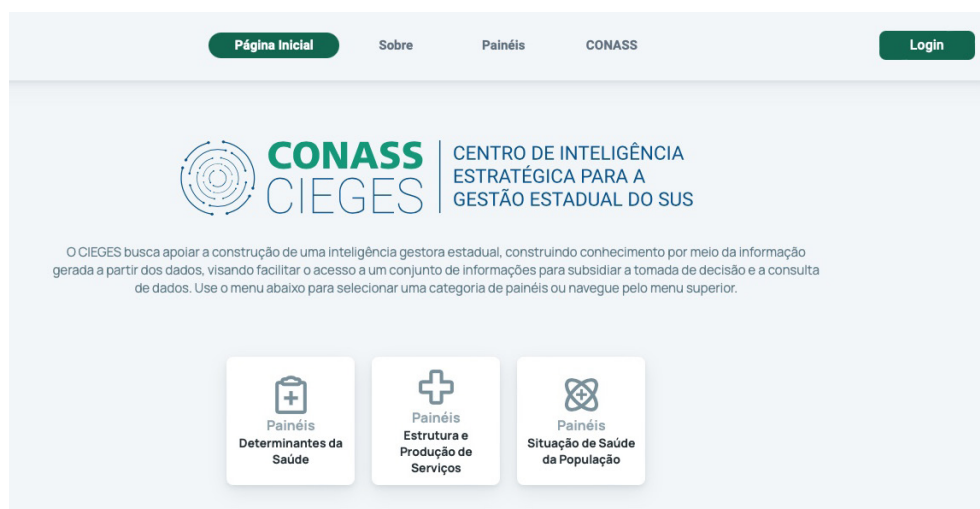 Página Inicial Sobre Painéis CONASS Login
CONASS
CIEGES
CENTRO DE INTELIGÊNCIA
ESTRATÉGICA PARA A
GESTÃO ESTADUAL DO SUS
O CIEGES busca apoiar a construção de uma inteligência gestora estadual, construindo conhecimento por meio da informação
gerada a partir dos dados, visando facilitar o acesso a um conjunto de informações para subsidiar a tomada de decisão e a consulta
de dados. Use o menu abaixo para selecionar uma categoria de painéis ou navegue pelo menu superior.
Painéis
Determinantes da
Saúde
Painéis
Estrutura e
Produção de
Serviços
Painéis
Situação de Saúde
da População